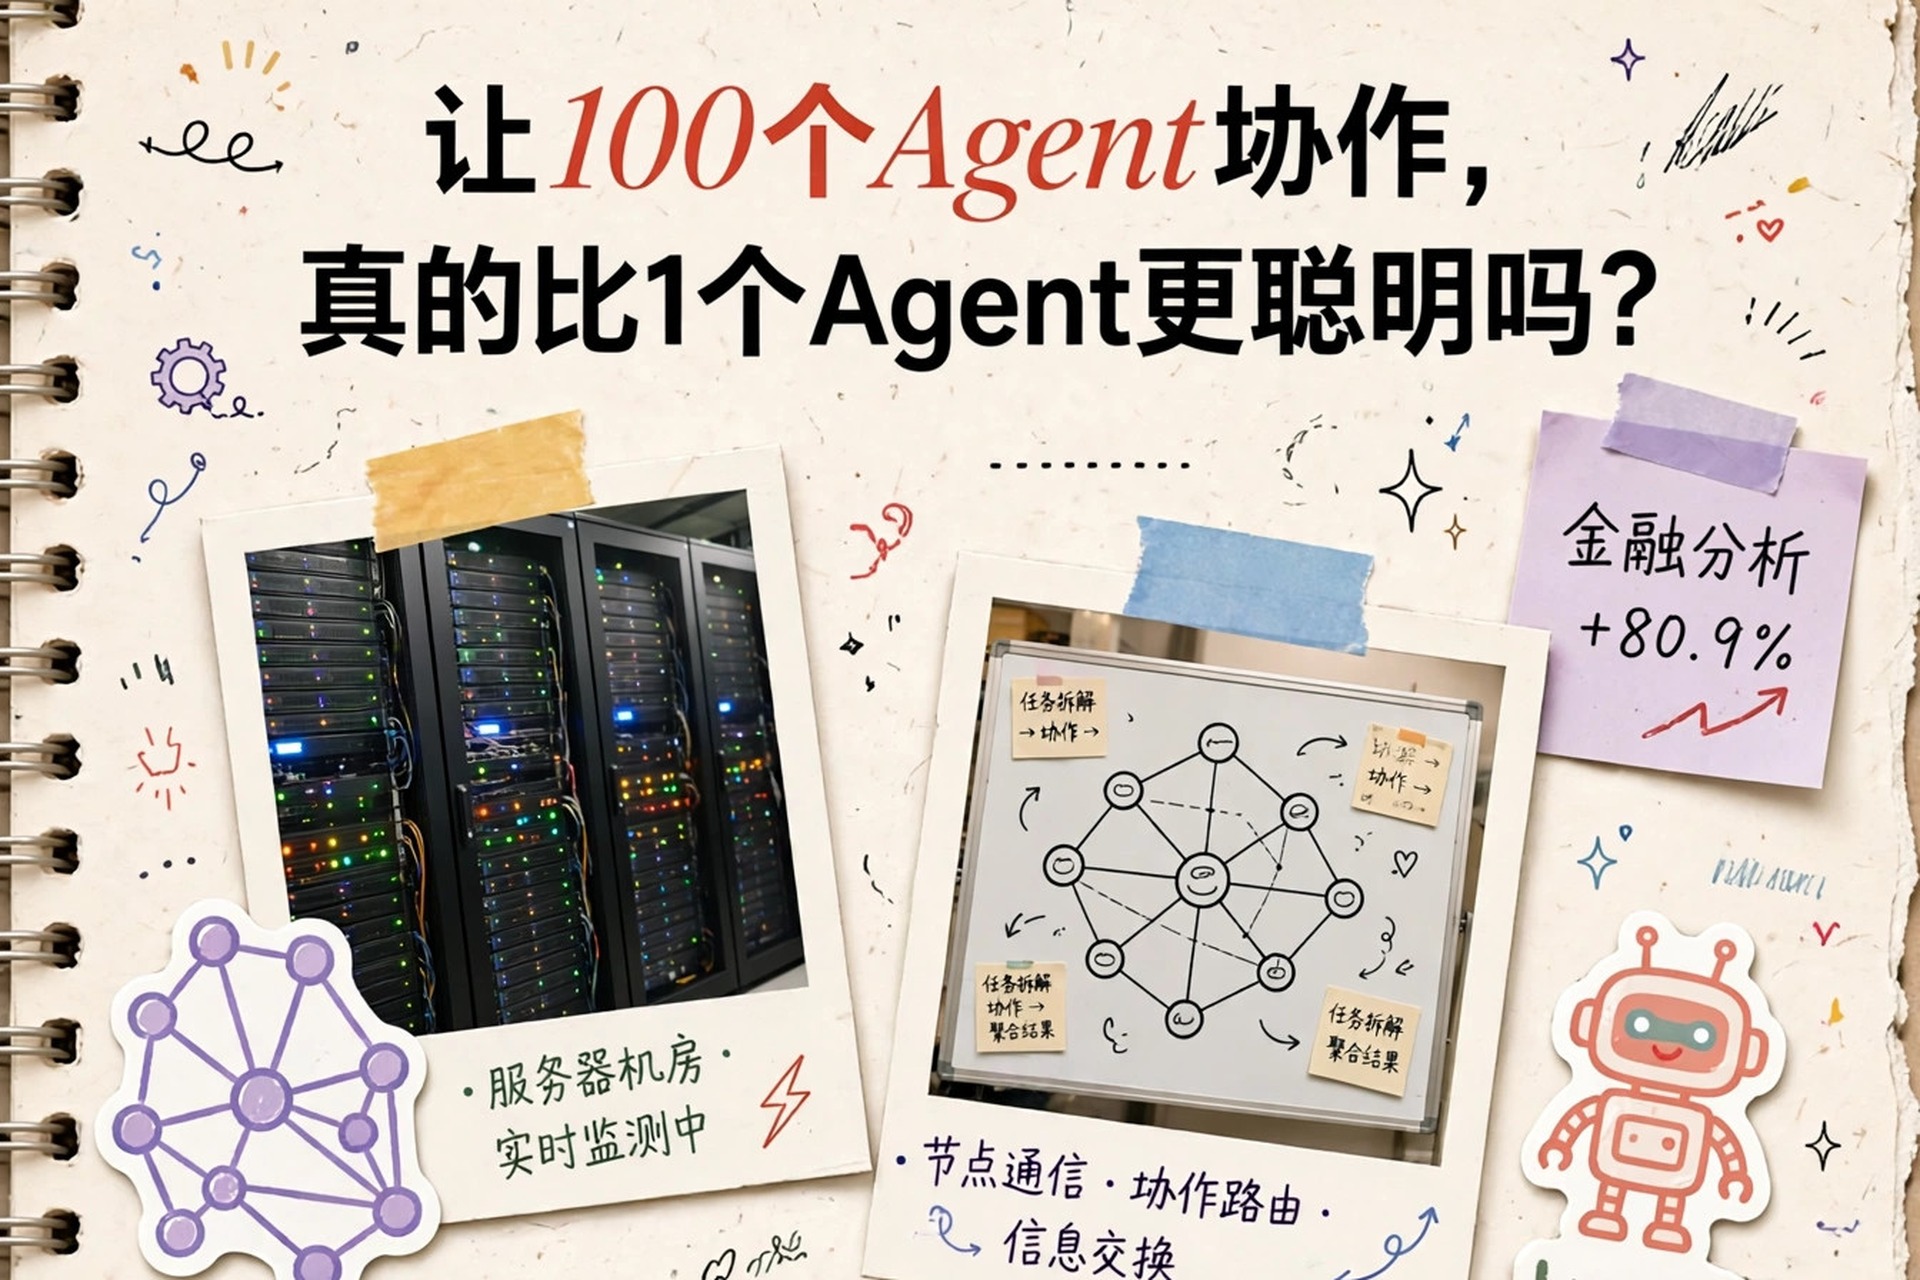 让100个Agent协作，
真的比1个Agent更聪明吗？
金融分析
+80.9%
任务拆解
→协作→
协作→
任务拆解
协作→
聚合结果
任务拆解
聚合结果
·服务器机房·
实时监测中
·节点通信·协作路由·
信息交换